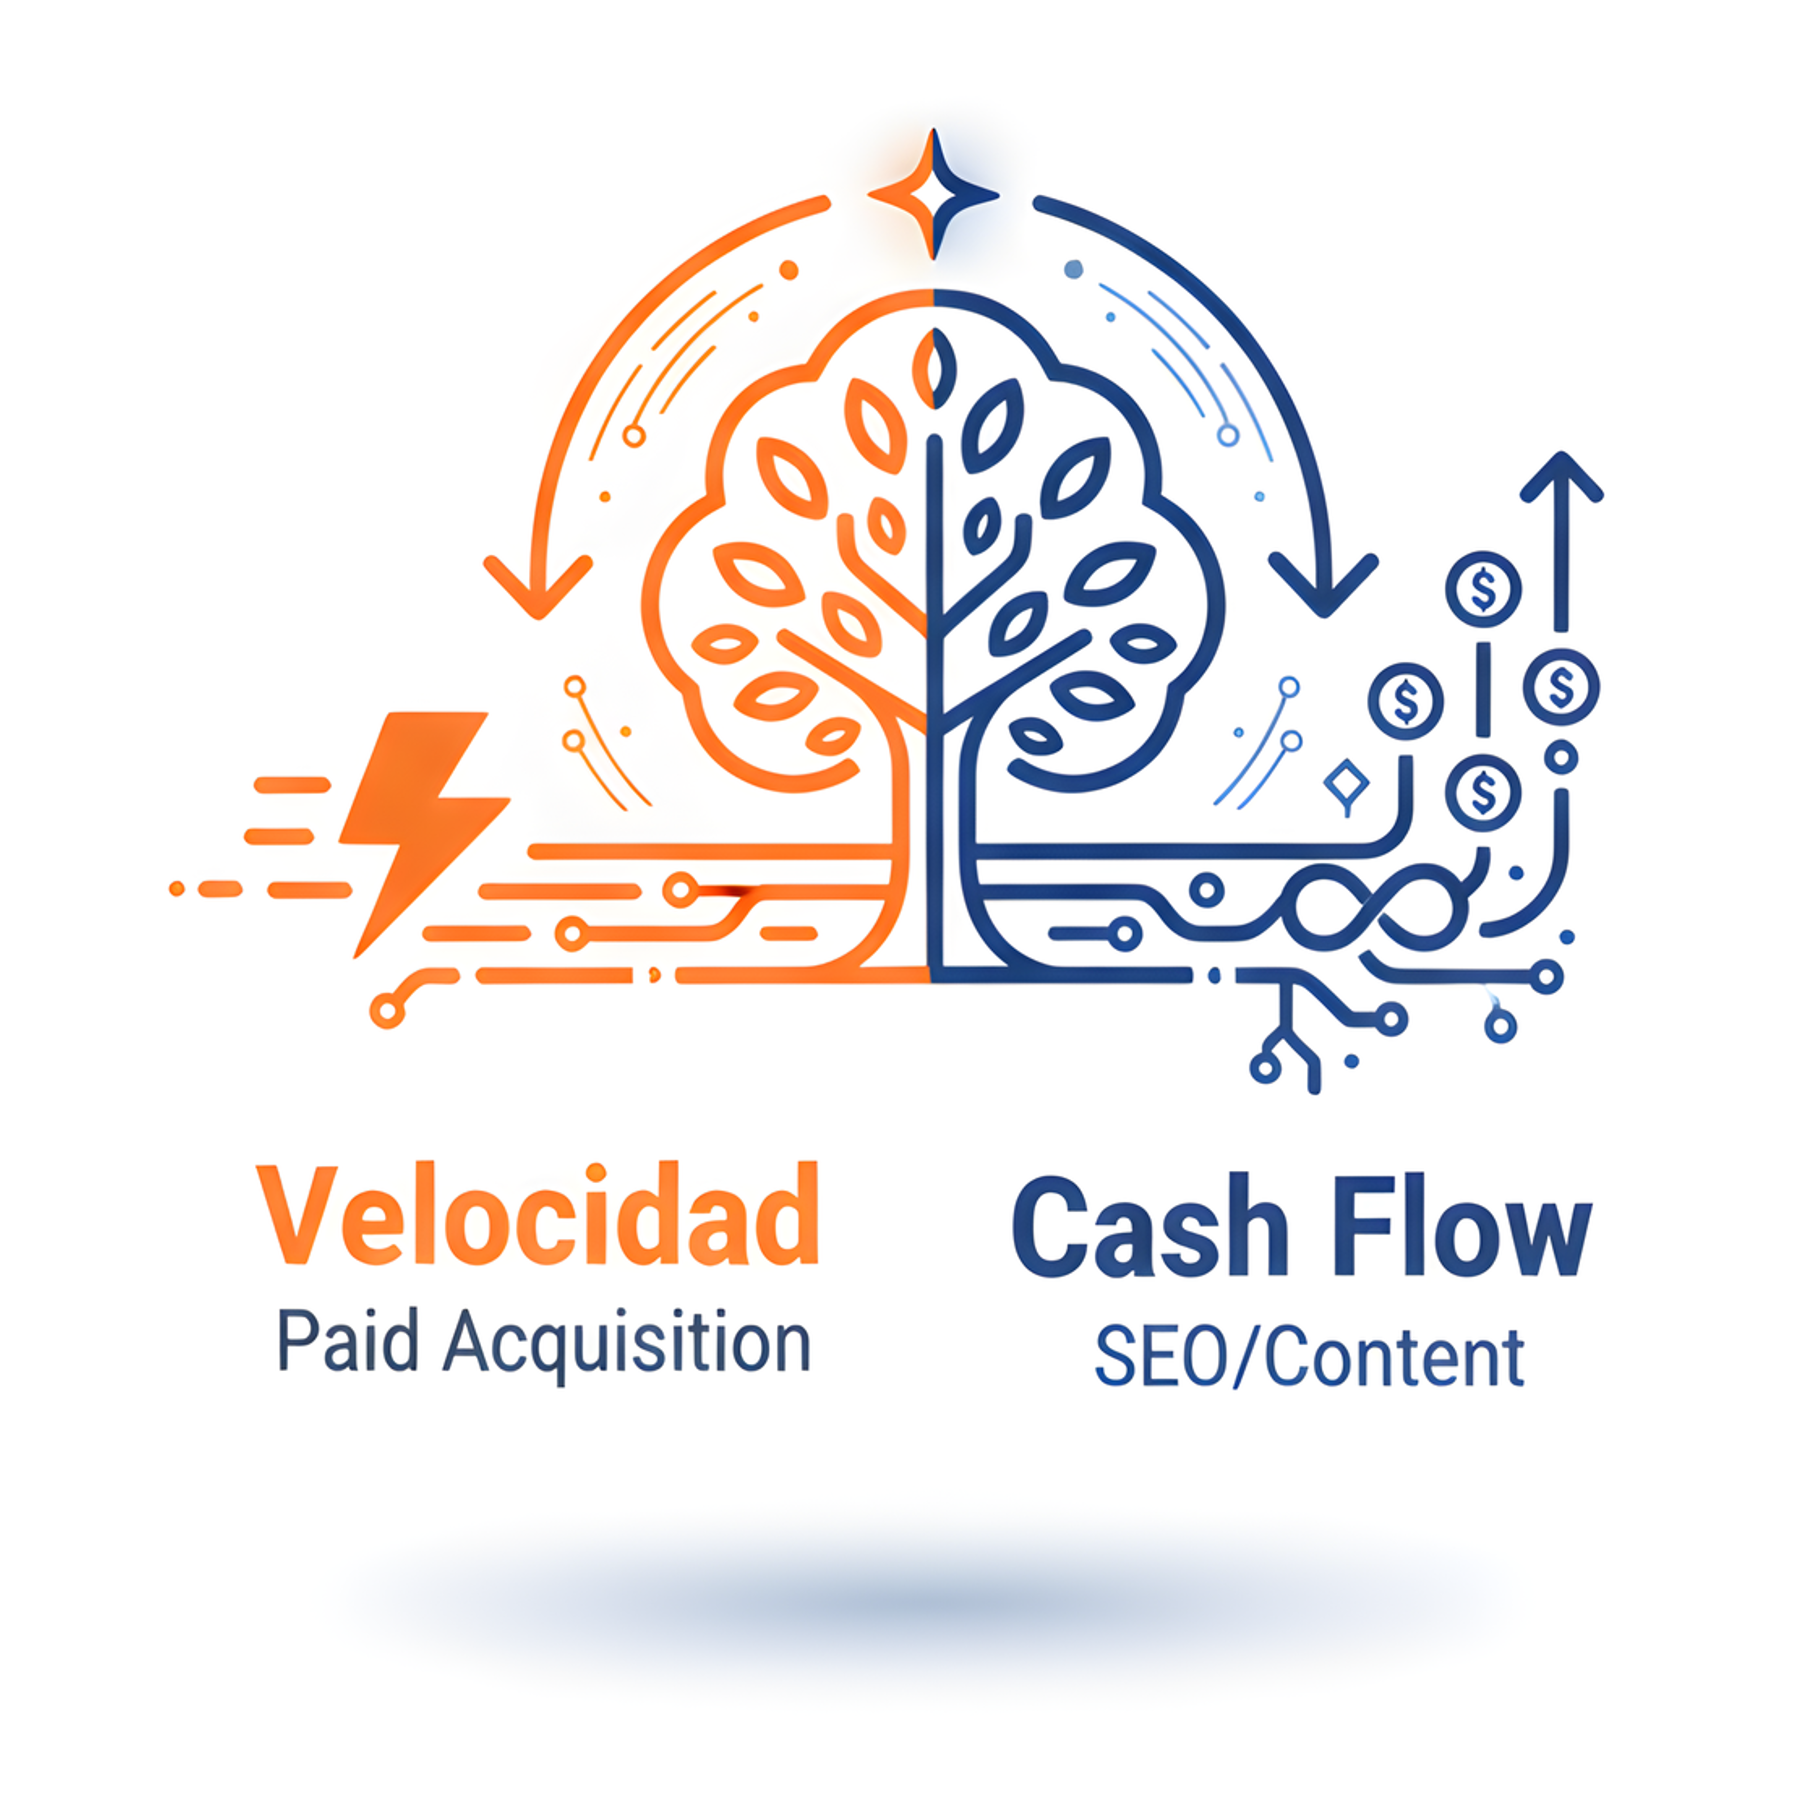 $
$
$
$
Velocidad
Paid Acquisition
Cash Flow
SEO/Content